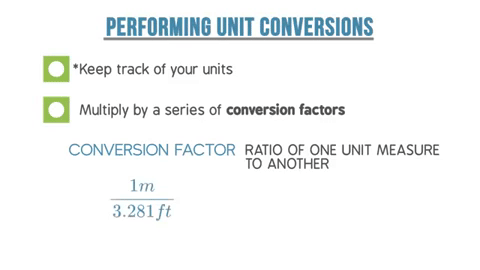 PERFORMING UNIT CONVERSIONS
*Keep track of your units
Multiply by a series of conversion factors
CONVERSION FACTOR RATIO OF ONE UNIT MEASURE
TO ANOTHER
1m
3.281ft